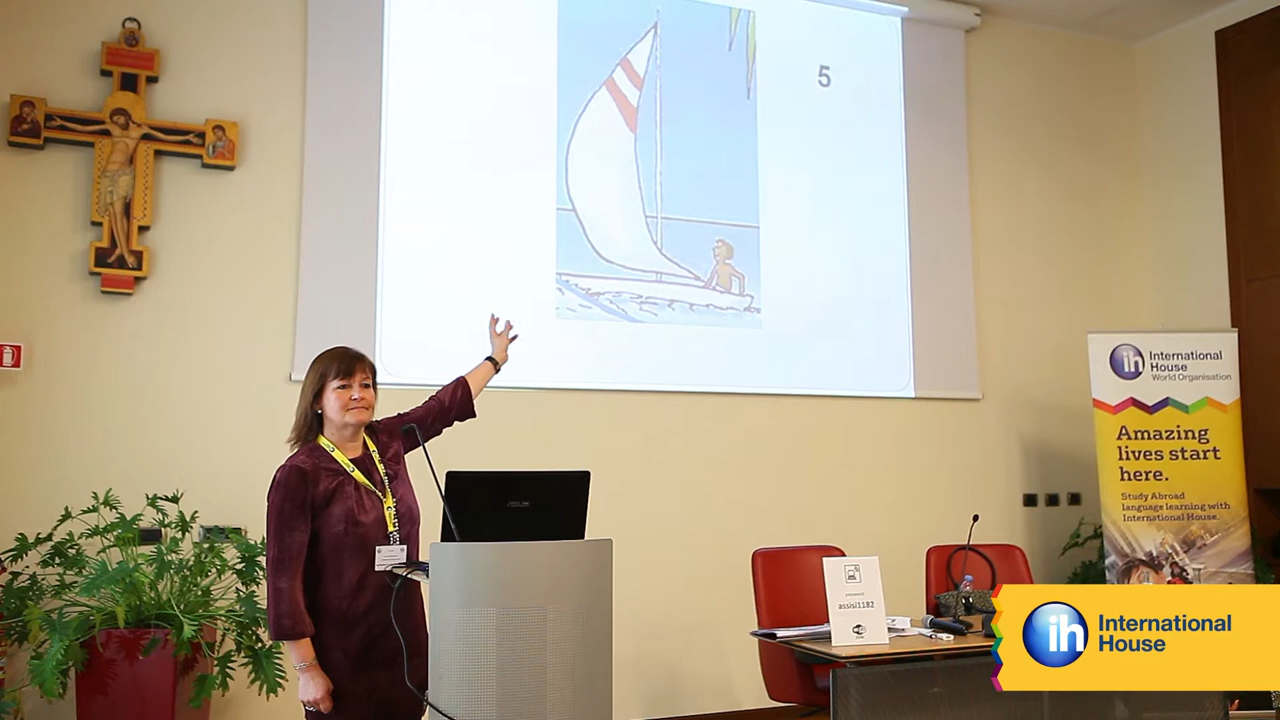 5
ih
International
House
World Organisation
Amazing
lives start
here.
Study Abroad
language learning with
International House.
assisi1182
ih
International
House